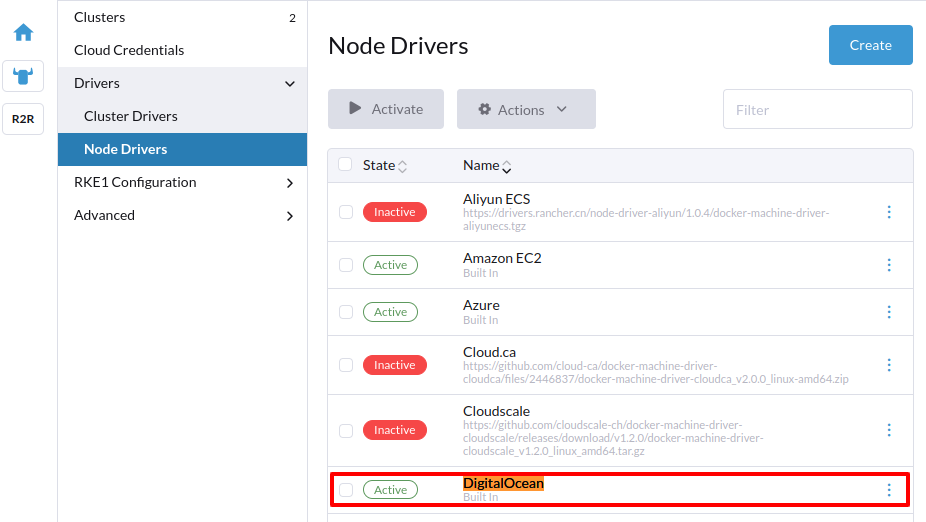 Clusters 2
Cloud Credentials
Drivers
Cluster Drivers
Node Drivers
RKE1 Configuration
Advanced
R2R
Node Drivers
Create
Activate
Actions
Filter
State Name
Inactive
Aliyun ECS
https://drivers.rancher.cn/node-driver-aliyun/1.0.4/docker-machine-driver-
aliyunecs.tgz
Active
Amazon EC2
Built In
Active
Azure
Built In
Inactive
Cloud.ca
https://github.com/cloud-ca/docker-machine-driver-
cloudca/files/2446837/docker-machine-driver-cloudca_v2.0.0_linux-amd64.zip
Inactive
Cloudscale
https://github.com/cloudscale-ch/docker-machine-driver-
cloudscale/releases/download/v1.2.0/docker-machine-driver-
cloudscale_v1.2.0_linux_amd64.tar.gz
Active
DigitalOcean
Built In